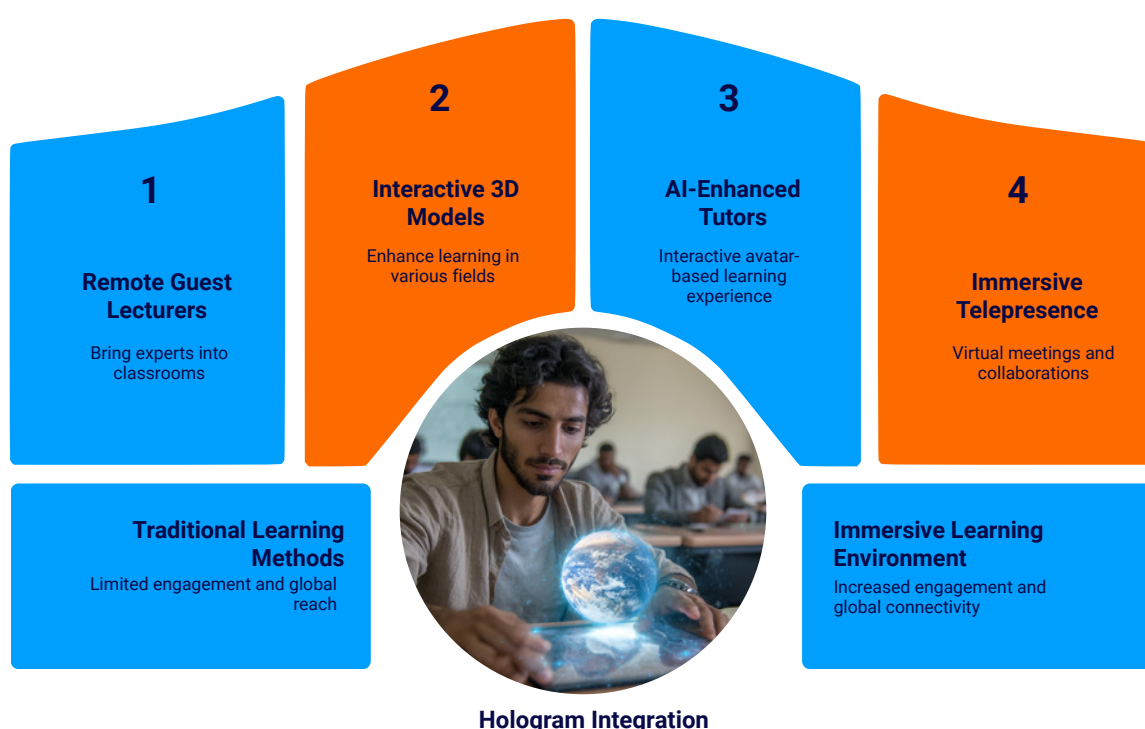 1
Remote Guest
Lecturers
Bring experts into
classrooms
2
Interactive 3D
Models
Enhance learning in
various fields
3
AI-Enhanced
Tutors
Interactive avatar-
based learning
experience
4
Immersive
Telepresence
Virtual meetings and
collaborations
Traditional Learning
Methods
Limited engagement and global
reach
Immersive Learning
Environment
Increased engagement and
global connectivity
Hologram Integration